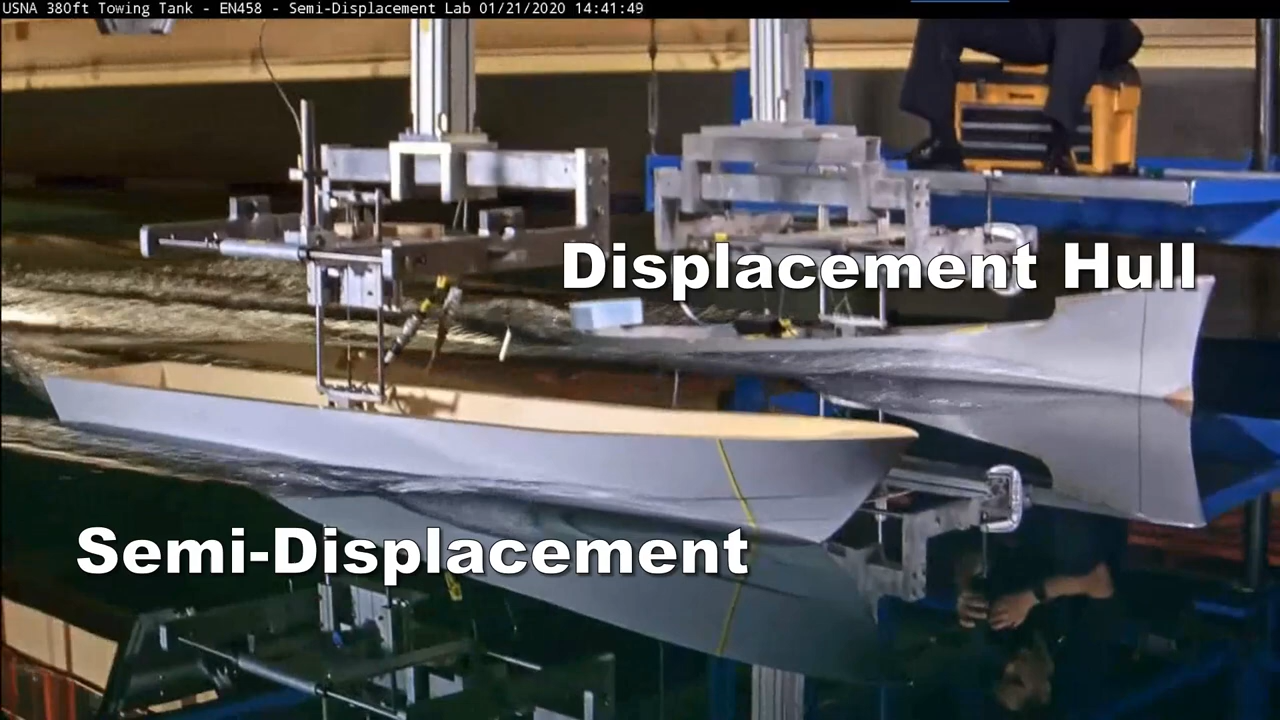 USNA 380ft Towing Tank - EN458 - Semi-Displacement Lab 01/21/2020 14:41:49
Displacement Hull
Semi-Displacement